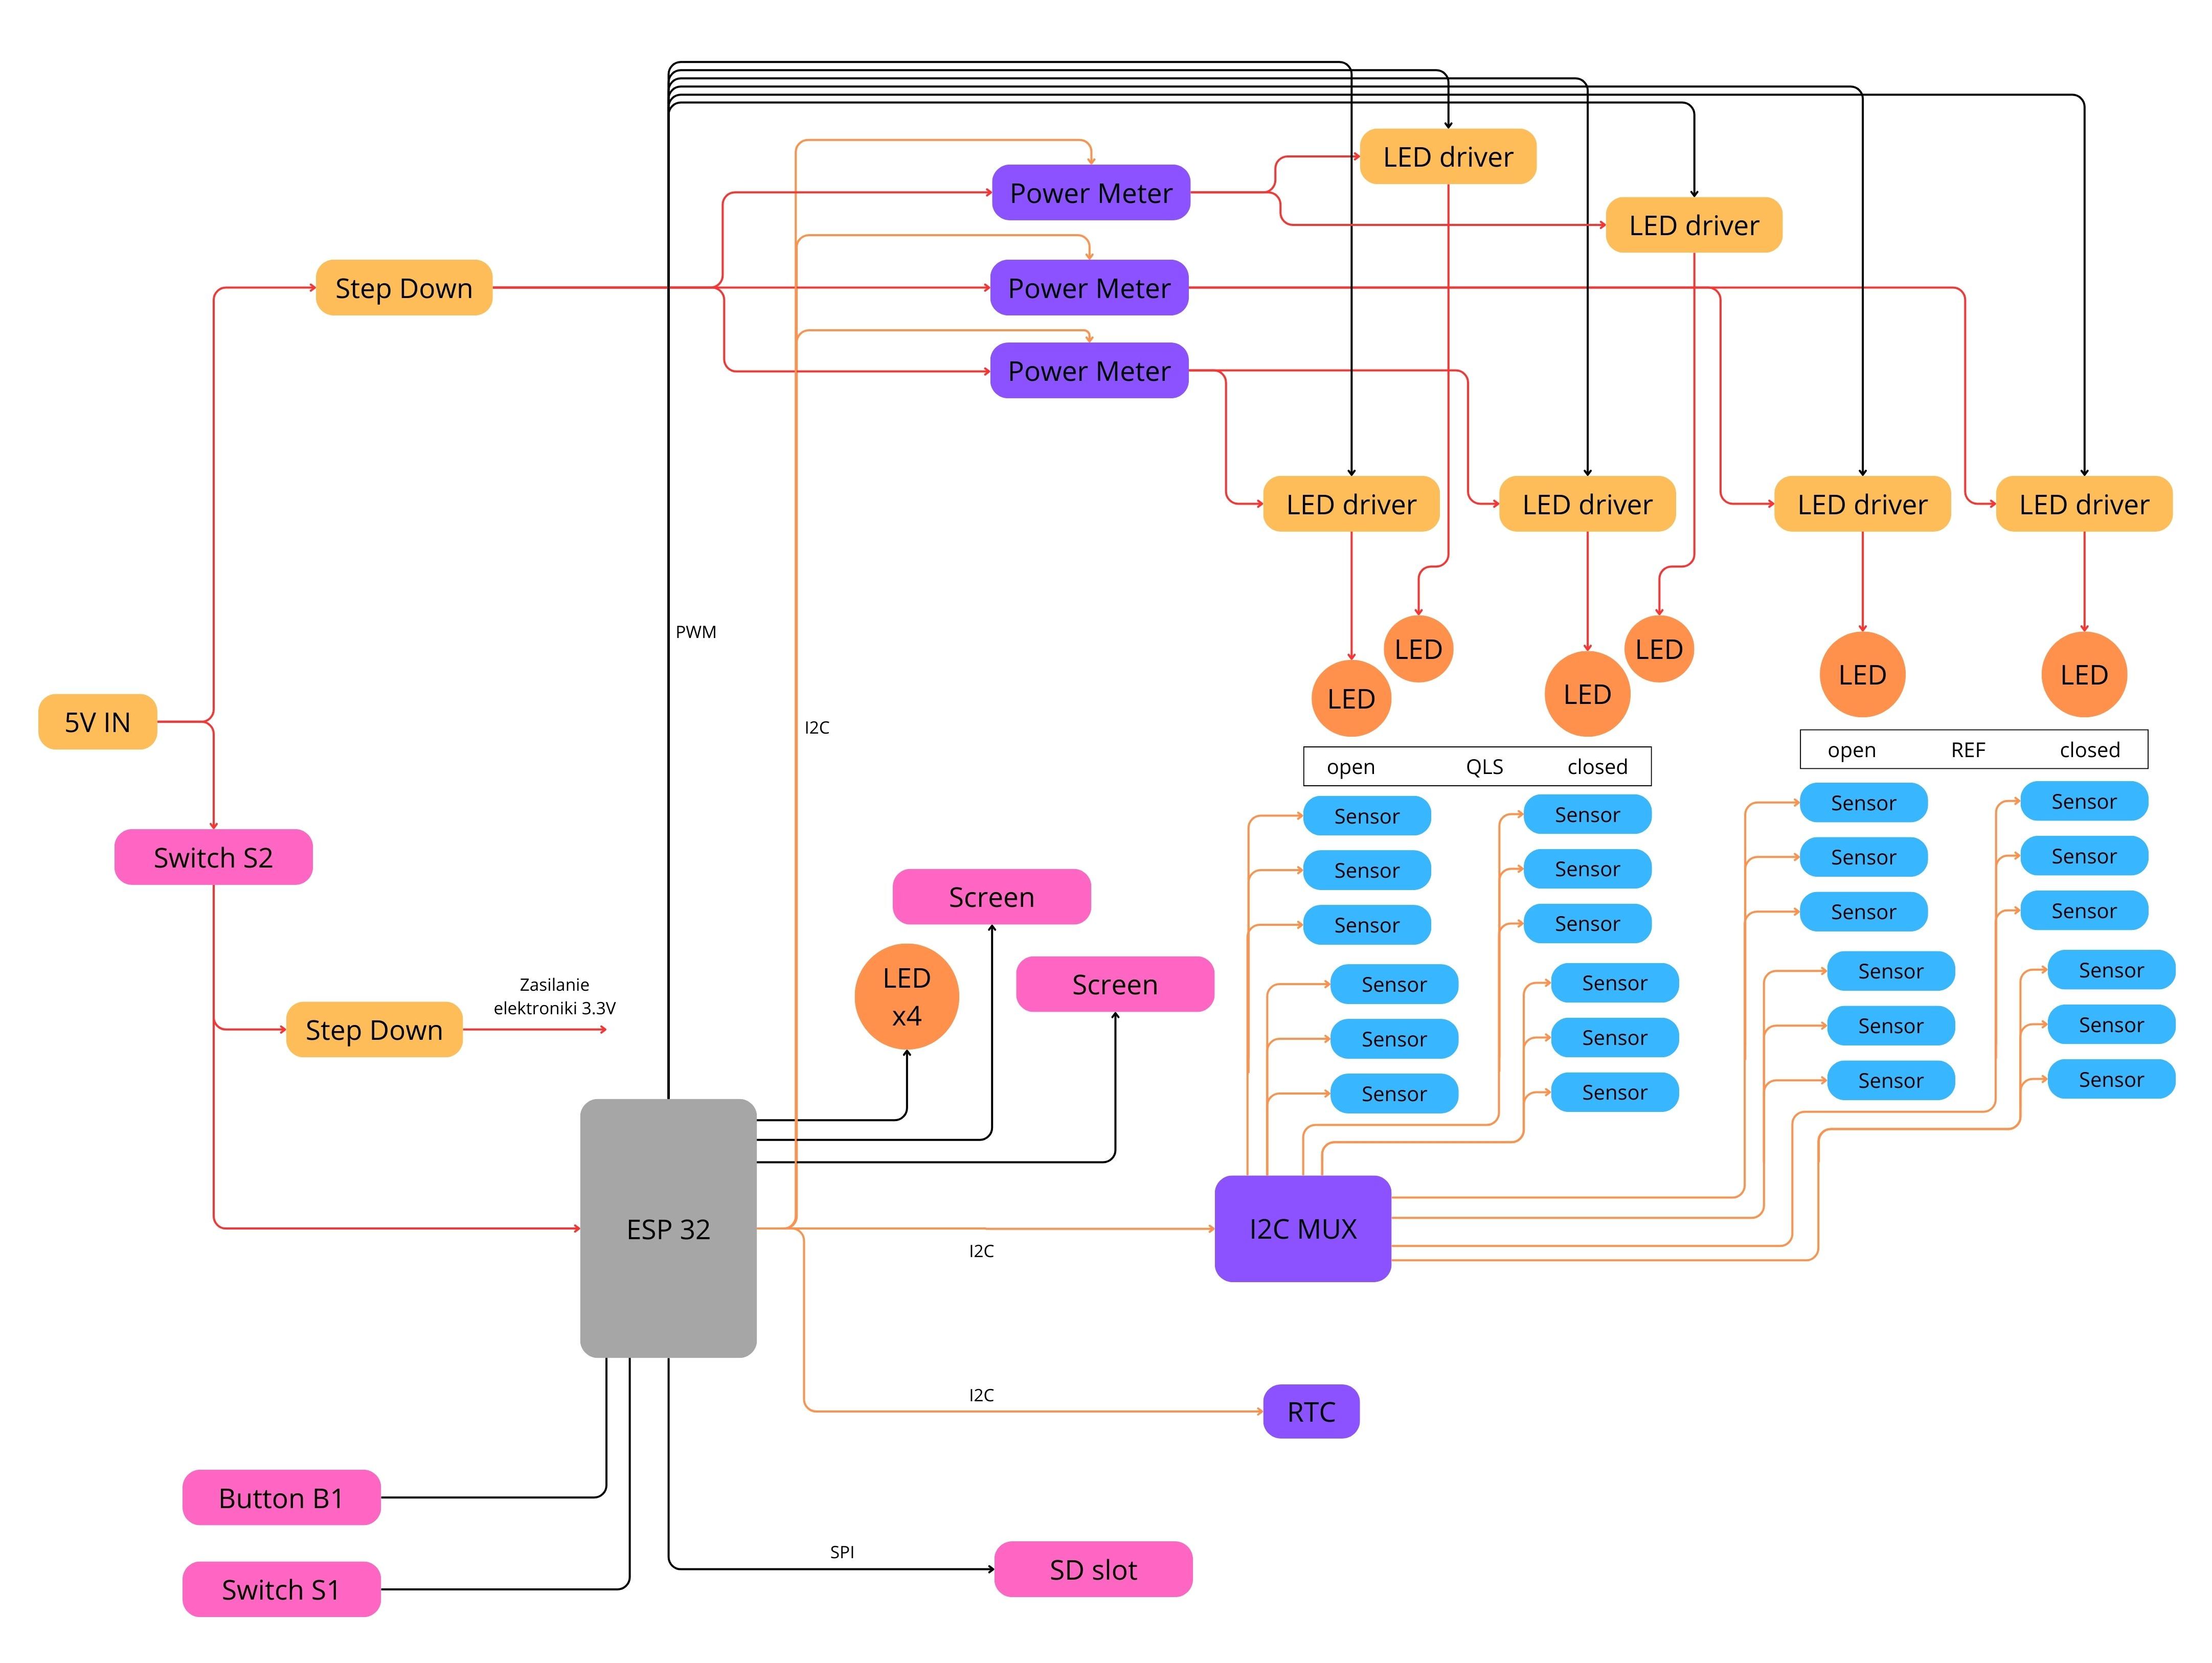 LED driver
Power Meter
LED driver
Step Down
Power Meter
Power Meter
LED driver
LED driver
LED driver
LED driver
PWM
LED
LED
LED
LED
LED
LED
5V IN
I2C
open REF closed
open QLS closed
Sensor
Sensor
Sensor
Sensor
Switch S2
Sensor
Sensor
Sensor
Sensor
Screen
Sensor
Sensor
Sensor
Sensor
LED
x4
Screen
Zasilanie
elektroniki 3.3V
Sensor
Sensor
Sensor
Sensor
Step Down
Sensor
Sensor
Sensor
Sensor
Sensor
Sensor
Sensor
Sensor
ESP 32
I2C
I2C MUX
I2C
RTC
Button B1
SPI
SD slot
Switch S1